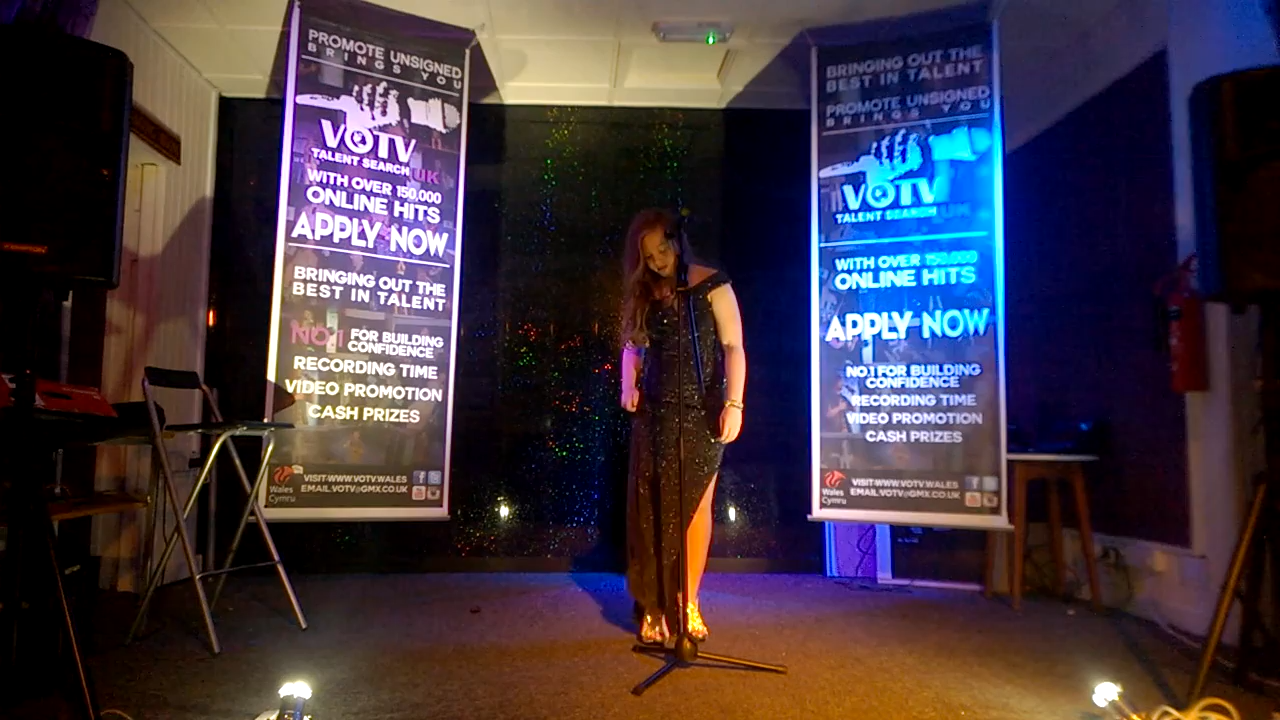 PROMOTE UNSIGNED
BRINGS YOU
VOTV
TALENT SEARCH UK
WITH OVER 150,000
ONLINE HITS
APPLY NOW
BRINGING OUT THE
BEST IN TALENT
NO.1 FOR BUILDING
CONFIDENCE
RECORDING TIME
VIDEO PROMOTION
CASH PRIZES
Wales
Cymru
VISIT-WWW.VOTV.WALES
EMAIL.VOTV@GMX.CO.UK
BRINGING OUT THE
BEST IN TALENT
PROMOTE UNSIGNED
BRINGS YOU
VOTV
TALENT SEARCH UK
WITH OVER 150,000
ONLINE HITS
APPLY NOW
NO.1 FOR BUILDING
CONFIDENCE
RECORDING TIME
VIDEO PROMOTION
CASH PRIZES
Wales
Cymru
VISIT-WWW.VOTV.WALES
EMAIL.VOTV@GMX.CO.UK